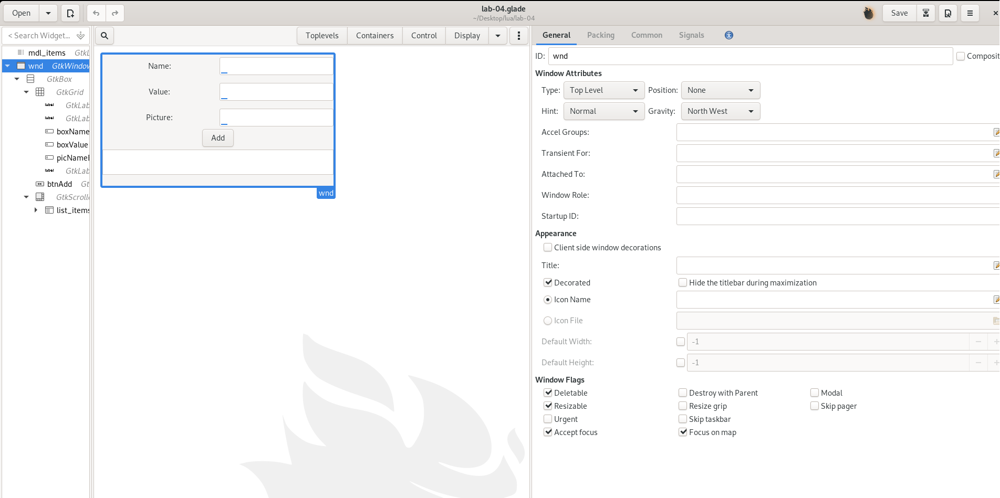 Open
lab-04.glade
~/Desktop/lua/lab-04
Save
< Search Widget...
Toplevels Containers Control Display
General Packing Common Signals
mdl_items GtkL
wnd GtkWindow
GtkBox
GtkGrid
label GtkLab
label GtkLab
boxName
boxValue
picNameE
label GtkLab
OK btnAdd Gt
GtkScrolle
list_items
Name:
Value:
Picture:
Add
wnd
ID: wnd Composit
Window Attributes
Type: Top Level Position: None
Hint: Normal Gravity: North West
Accel Groups:
Transient For:
Attached To:
Window Role:
Startup ID:
Appearance
Client side window decorations
Title:
Decorated Hide the titlebar during maximization
Icon Name
Icon File
Default Width: -1
Default Height: -1
Window Flags
Deletable Destroy with Parent Modal
Resizable Resize grip Skip pager
Urgent Skip taskbar
Accept focus Focus on map